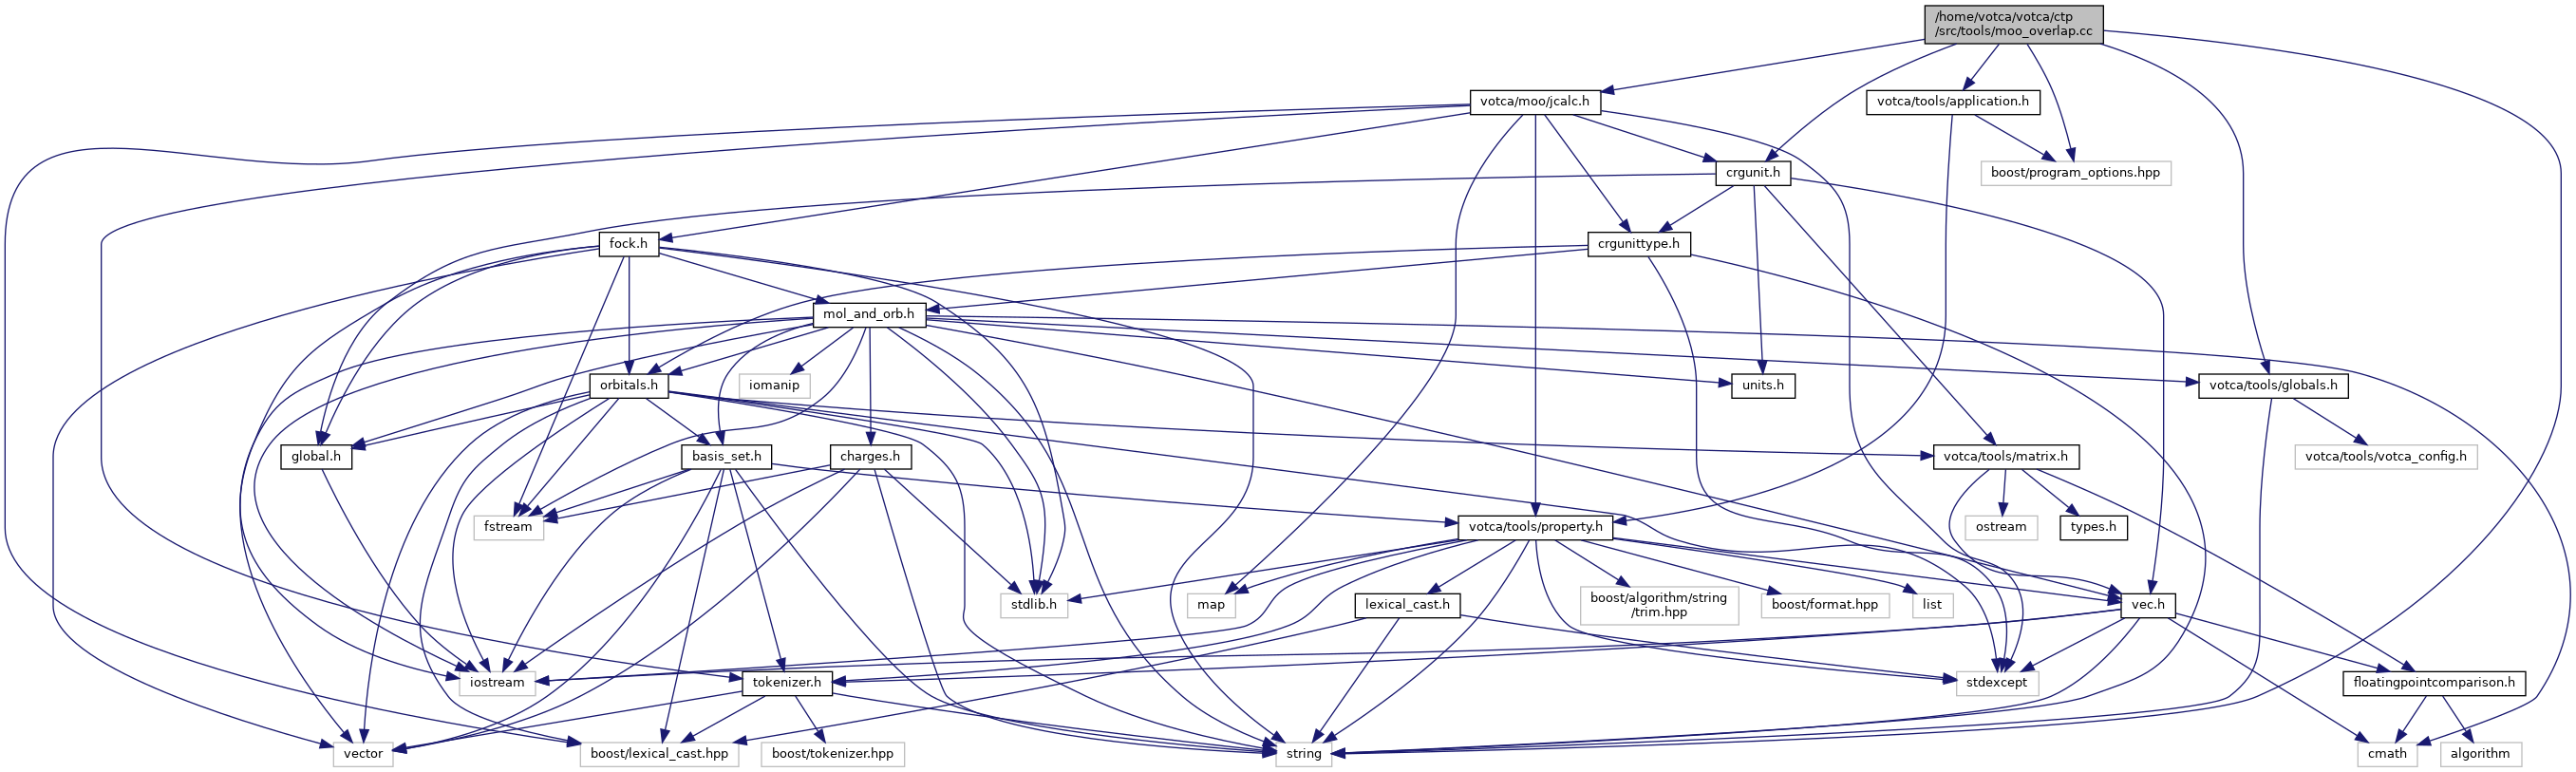 /home/votca/votca/ctp
/src/tools/moo_overlap.cc
votca/moo/jcalc.h
votca/tools/application.h
crgunit.h
boost/program_options.hpp
fock.h
crgunittype.h
mol_and_orb.h
iomanip
orbitals.h
units.h
votca/tools/globals.h
global.h
basis_set.h
charges.h
votca/tools/matrix.h
votca/tools/votca_config.h
fstream
votca/tools/property.h
ostream
types.h
stdlib.h
map
lexical_cast.h
boost/algorithm/string
/trim.hpp
boost/format.hpp
list
vec.h
iostream
tokenizer.h
stdexcept
floatingpointcomparison.h
vector
boost/lexical_cast.hpp
boost/tokenizer.hpp
string
cmath
algorithm